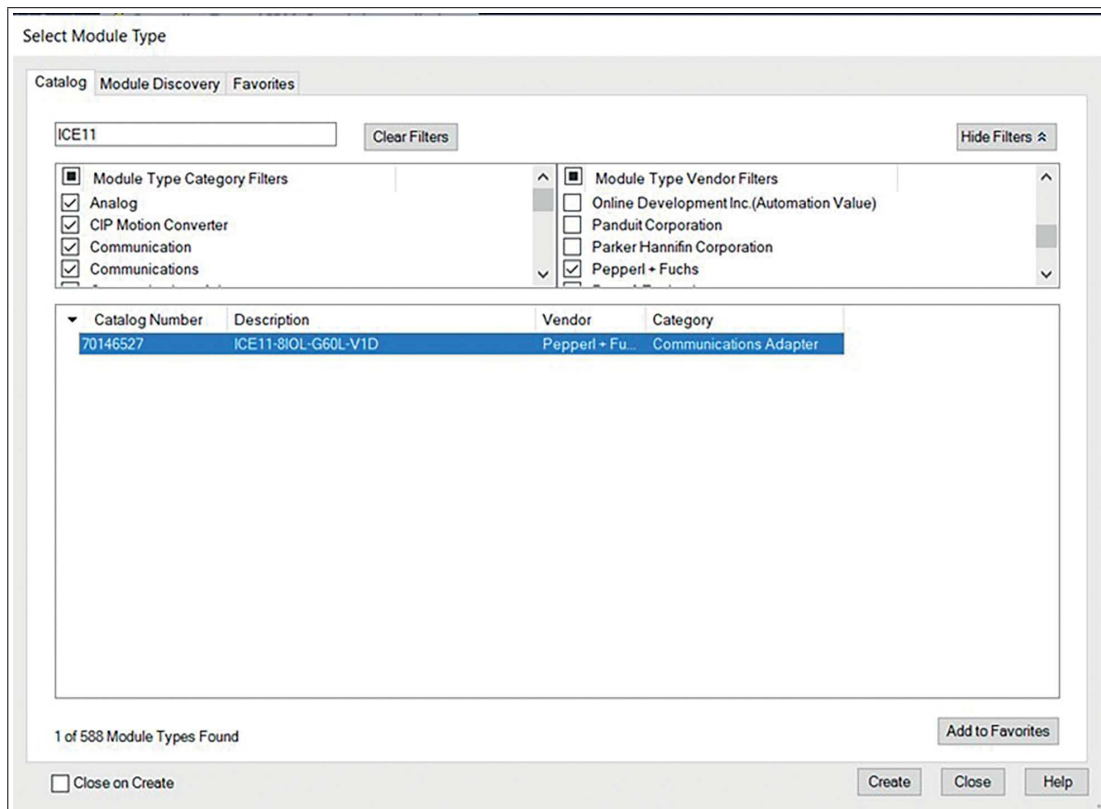 Select Module Type
Catalog Module Discovery Favorites
ICE11 Clear Filters Hide Filters
Module Type Category Filters
Analog
CIP Motion Converter
Communication
Communications
Module Type Vendor Filters
Online Development Inc.(Automation Value)
Panduit Corporation
Parker Hannifin Corporation
Pepperl + Fuchs
Catalog Number Description Vendor Category
70146527 ICE11-8IOL-G60L-V1D Pepperl + Fu... Communications Adapter
1 of 588 Module Types Found
Add to Favorites
Close on Create Create Close Help